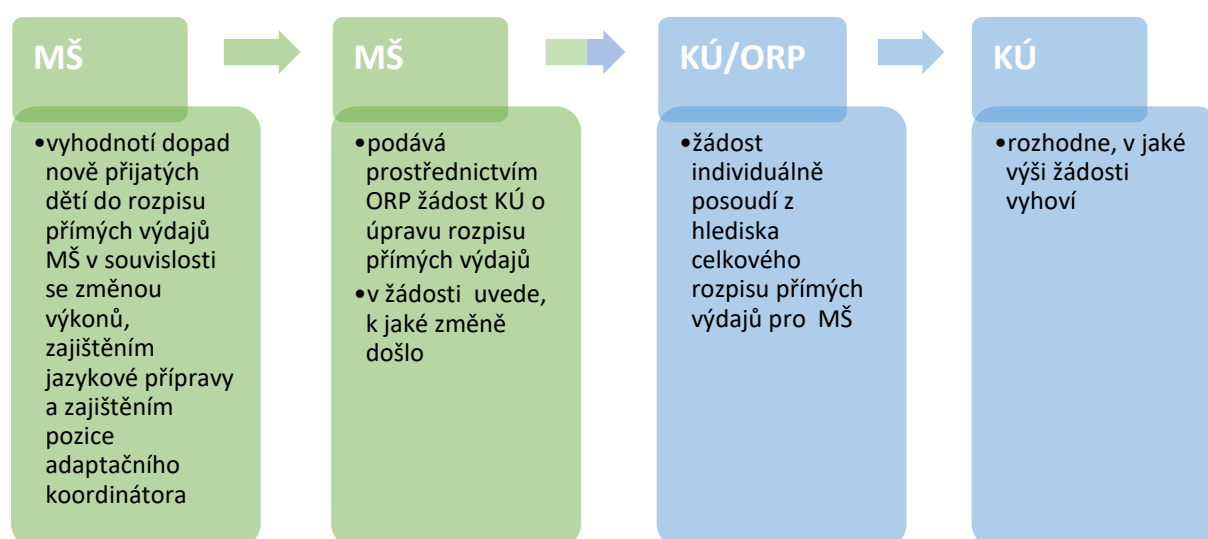 MŠ
•vyhodnotí dopad
nově přijatých
dětí do rozpisu
přímých výdajů
MŠ v souvislosti
se změnou
výkonů,
zajištěním
jazykové přípravy
a zajištěním
pozice
adaptačního
koordinátora
MŠ
•podává
prostřednictvím
ORP žádost KÚ o
úpravu rozpisu
přímých výdajů
•v žádosti  uvede,
k jaké změně
došlo
KÚ/ORP
•žádost
individuálně
posoudí z
hlediska
celkového
rozpisu přímých
výdajů pro  MŠ
KÚ
•rozhodne, v jaké
výši žádosti
vyhoví